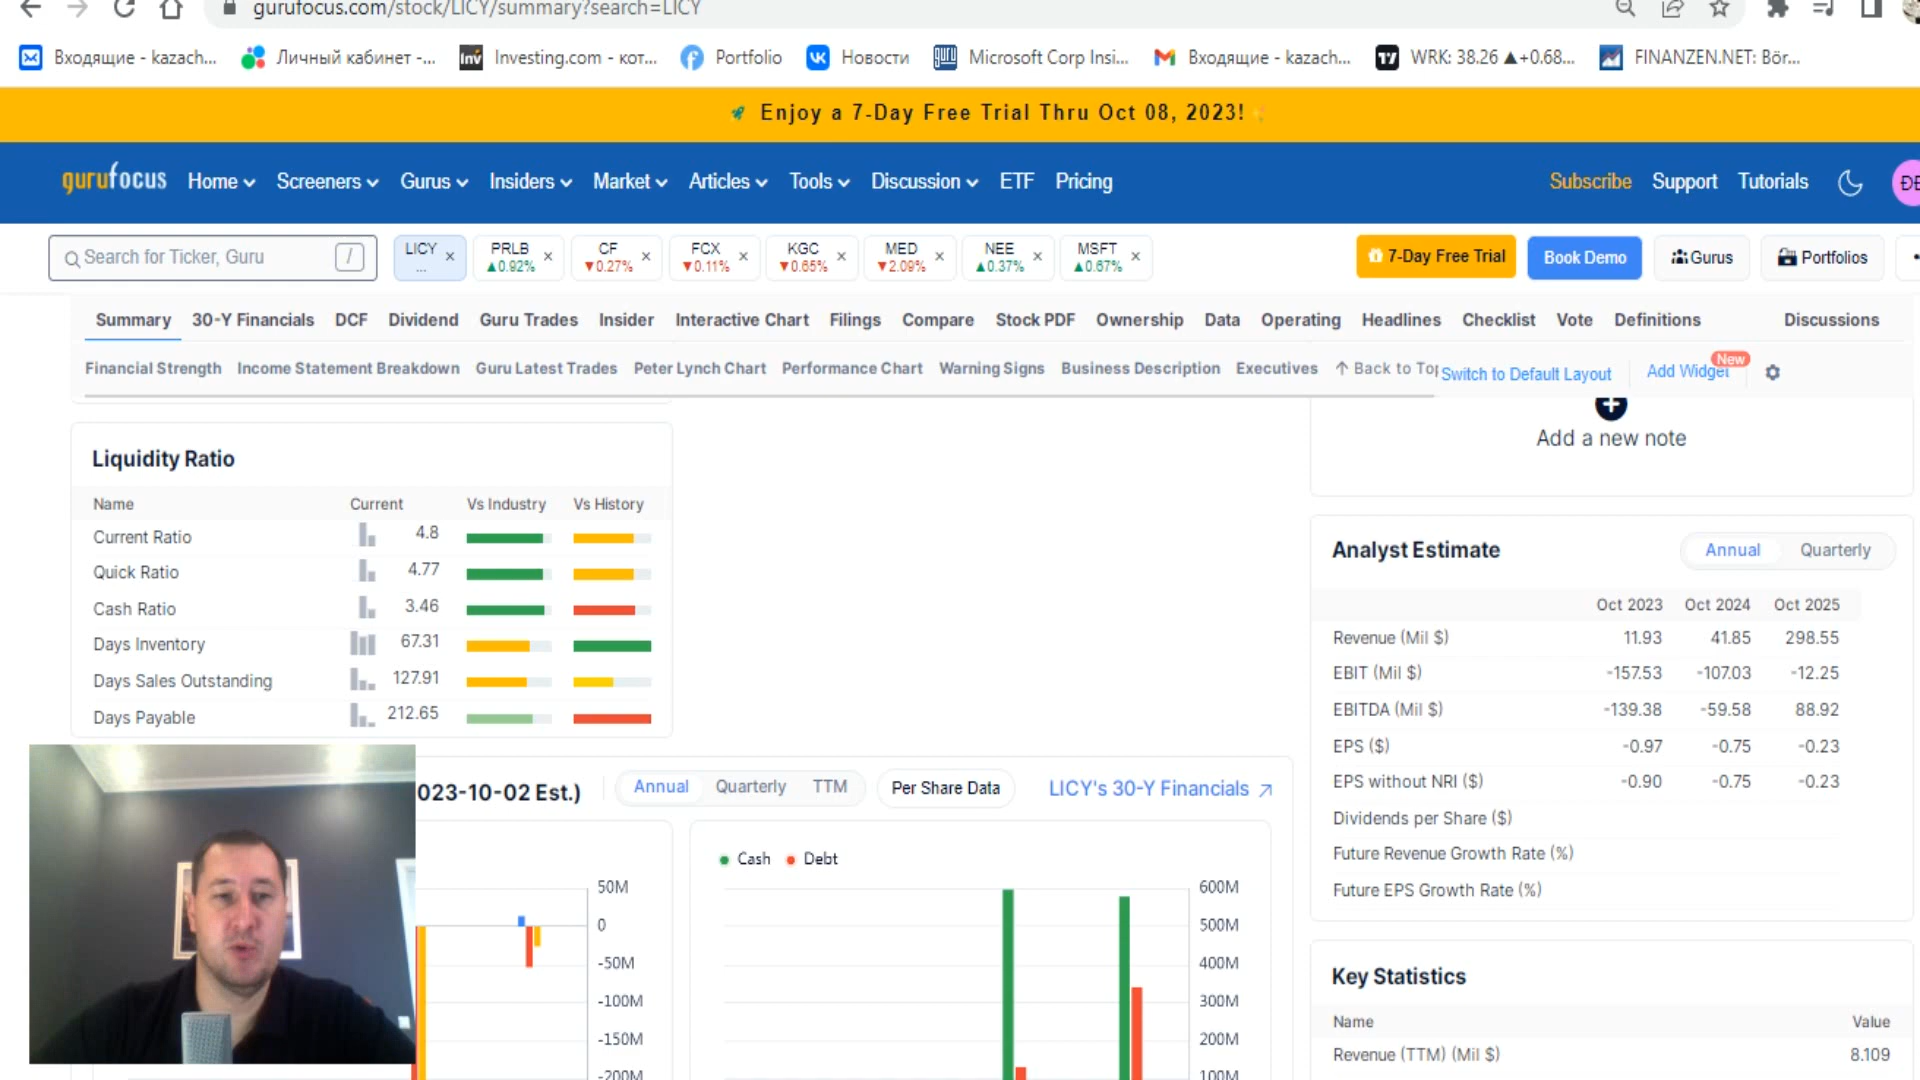 gurufocus.com/stock/LICY/summary?search=LICY
Входящие - kazach...
Личный кабинет -...
Inv
Investing.com - кот...
Portfolio
Новости
guru
Microsoft Corp Insi...
Входящие - kazach...
WRK: 38.26 ▲+0.68...
FINANZEN.NET: Bör...
Enjoy a 7-Day Free Trial Thru Oct 08, 2023!
gurufocus Home Screeners Gurus Insiders Market Articles Tools Discussion ETF Pricing Subscribe Support Tutorials
Search for Ticker, Guru /
LICY × ...
PRLB × ▲0.92%
CF × ▼0.27%
FCX × ▼0.11%
KGC × ▼0.65%
MED × ▼2.09%
NEE × ▲0.37%
MSFT × ▲0.67%
7-Day Free Trial Book Demo Gurus Portfolios
Summary 30-Y Financials DCF Dividend Guru Trades Insider Interactive Chart Filings Compare Stock PDF Ownership Data Operating Headlines Checklist Vote Definitions Discussions
Financial Strength Income Statement Breakdown Guru Latest Trades Peter Lynch Chart Performance Chart Warning Signs Business Description Executives ↑ Back to Top
Switch to Default Layout Add Widget New
Add a new note
Liquidity Ratio
Name Current Vs Industry Vs History
Current Ratio 4.8
Quick Ratio 4.77
Cash Ratio 3.46
Days Inventory 67.31
Days Sales Outstanding 127.91
Days Payable 212.65
Analyst Estimate Annual Quarterly
Oct 2023 Oct 2024 Oct 2025
Revenue (Mil $) 11.93 41.85 298.55
EBIT (Mil $) -157.53 -107.03 -12.25
EBITDA (Mil $) -139.38 -59.58 88.92
EPS ($) -0.97 -0.75 -0.23
EPS without NRI ($) -0.90 -0.75 -0.23
Dividends per Share ($)
Future Revenue Growth Rate (%)
Future EPS Growth Rate (%)
023-10-02 Est.) Annual Quarterly TTM Per Share Data LICY's 30-Y Financials
50M
0
-50M
-100M
-150M
-200M
Cash Debt
600M
500M
400M
300M
200M
100M
Key Statistics
Name Value
Revenue (TTM) (Mil $) 8.109